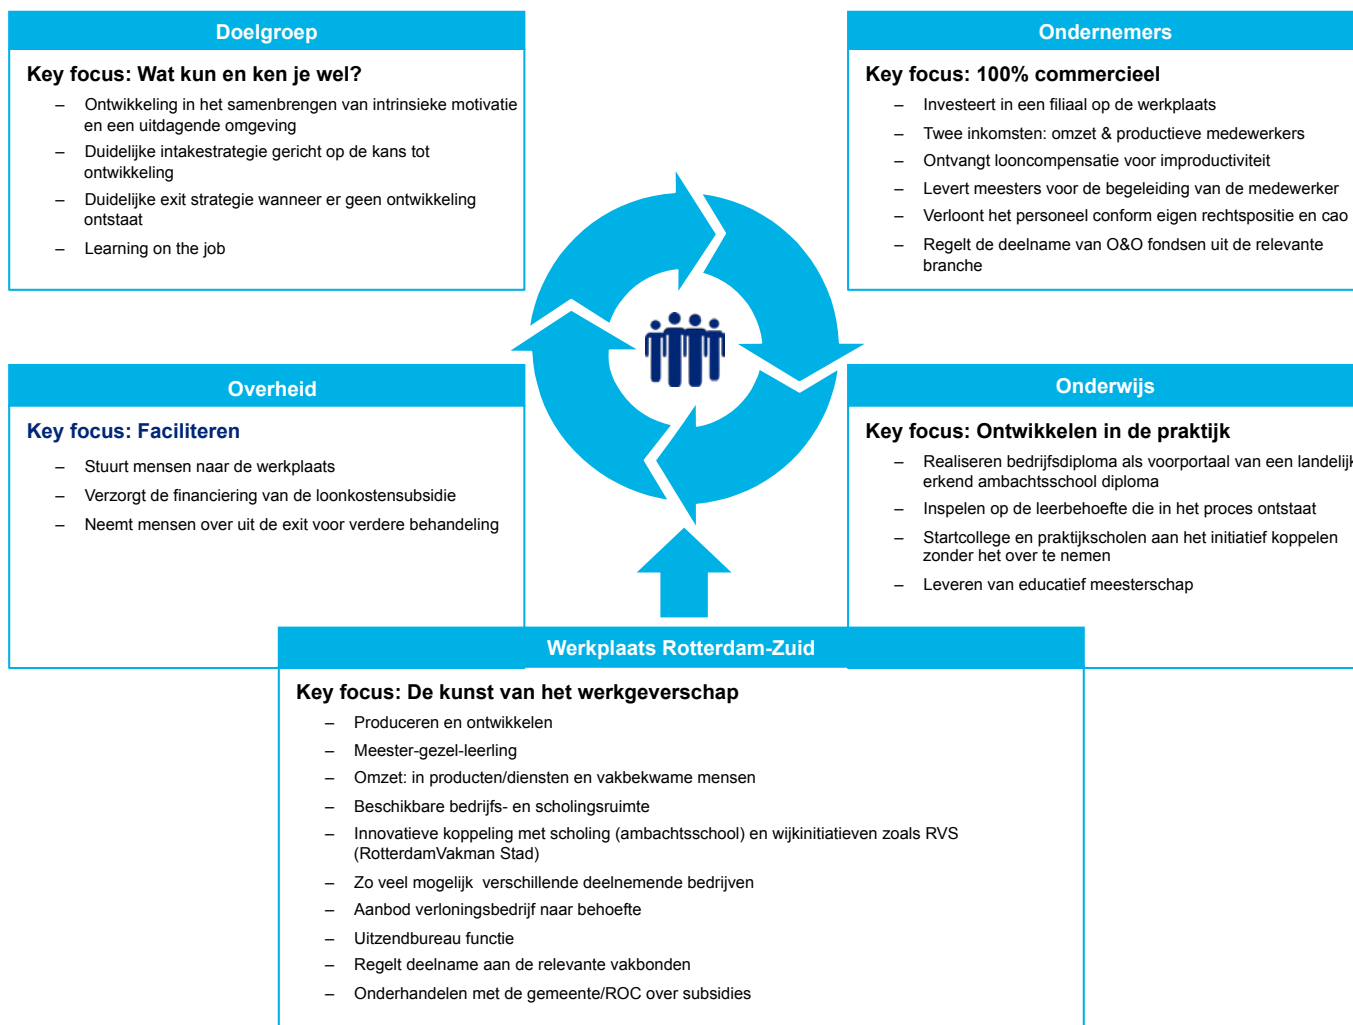 Doelgroep
Key focus: Wat kun en ken je wel?
– Ontwikkeling in het samenbrengen van intrinsieke motivatie
en een uitdagende omgeving
– Duidelijke intakestrategie gericht op de kans tot
ontwikkeling
– Duidelijke exit strategie wanneer er geen ontwikkeling
ontstaat
– Learning on the job
Ondernemers
Key focus: 100% commercieel
– Investeert in een filiaal op de werkplaats
– Twee inkomsten: omzet & productieve medewerkers
– Ontvangt looncompensatie voor improductiviteit
– Levert meesters voor de begeleiding van de medewerker
– Verloont het personeel conform eigen rechtspositie en cao
– Regelt de deelname van O&O fondsen uit de relevante
branche
Overheid
Key focus: Faciliteren
– Stuurt mensen naar de werkplaats
– Verzorgt de financiering van de loonkostensubsidie
– Neemt mensen over uit de exit voor verdere behandeling
Onderwijs
Key focus: Ontwikkelen in de praktijk
– Realiseren bedrijfsdiploma als voorportaal van een landelijk
erkend ambachtsschool diploma
– Inspelen op de leerbehoefte die in het proces ontstaat
– Startcollege en praktijkscholen aan het initiatief koppelen
zonder het over te nemen
– Leveren van educatief meesterschap
Werkplaats Rotterdam-Zuid
Key focus: De kunst van het werkgeverschap
– Produceren en ontwikkelen
– Meester-gezel-leerling
– Omzet: in producten/diensten en vakbekwame mensen
– Beschikbare bedrijfs- en scholingsruimte
– Innovatieve koppeling met scholing (ambachtsschool) en wijkinitiatieven zoals RVS
(RotterdamVakman Stad)
– Zo veel mogelijk verschillende deelnemende bedrijven
– Aanbod verloningsbedrijf naar behoefte
– Uitzendbureau functie
– Regelt deelname aan de relevante vakbonden
– Onderhandelen met de gemeente/ROC over subsidies